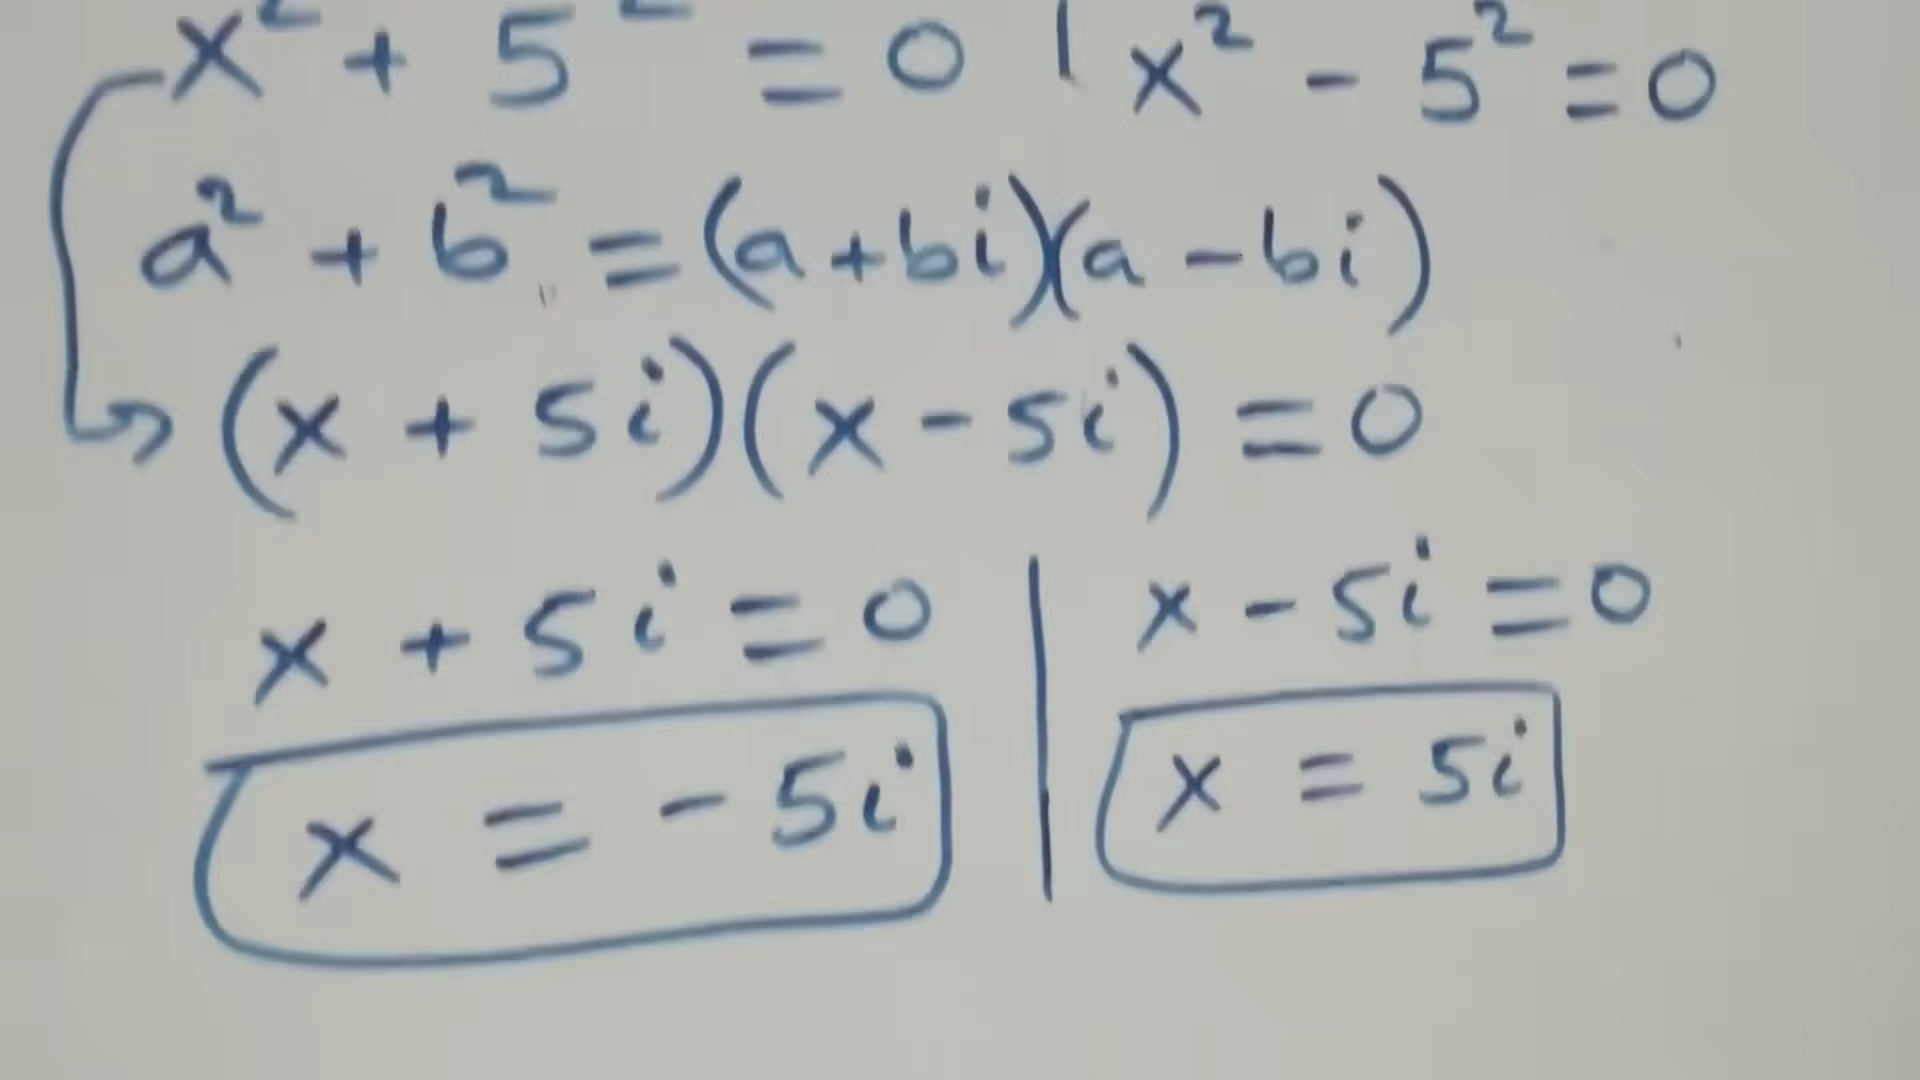 x² + 5² = 0 | x² - 5² = 0
a² + b² = (a + bi)(a - bi)
(x + 5i)(x - 5i) = 0
x + 5i = 0 | x - 5i = 0
x = - 5i | x = 5i